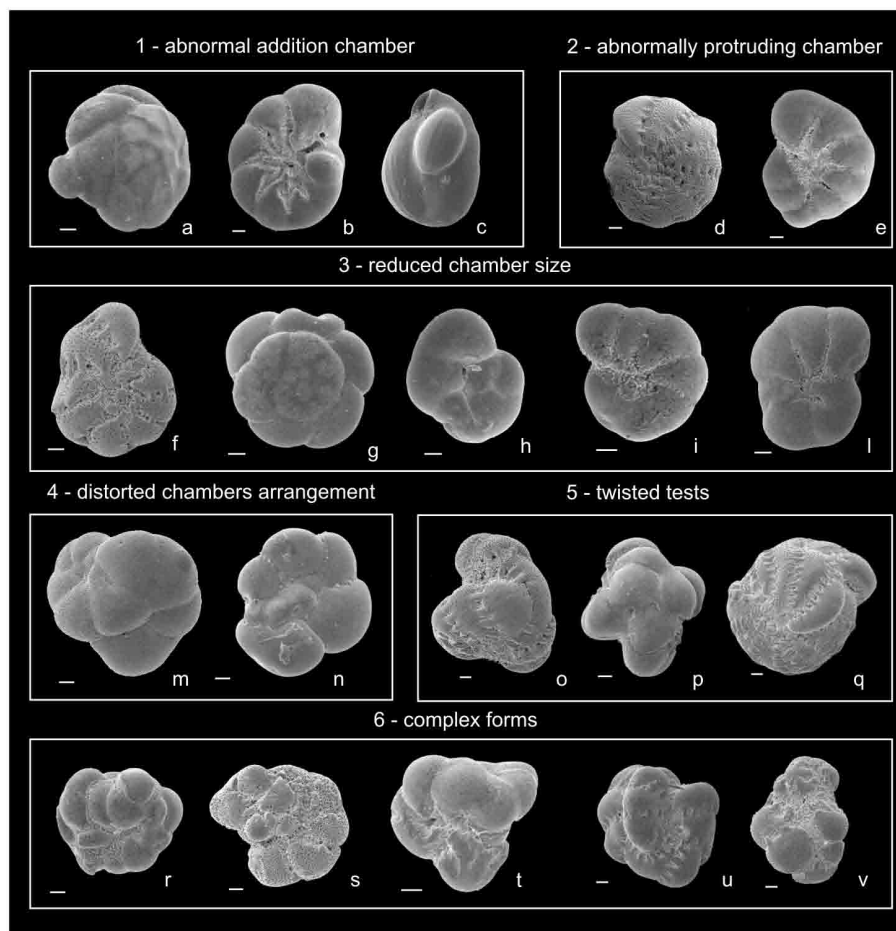 1 - abnormal addition chamber
2 - abnormally protruding chamber
a b c d e
3 - reduced chamber size
f g h i l
4 - distorted chambers arrangement
5 - twisted tests
m n o p q
6 - complex forms
r s t u v